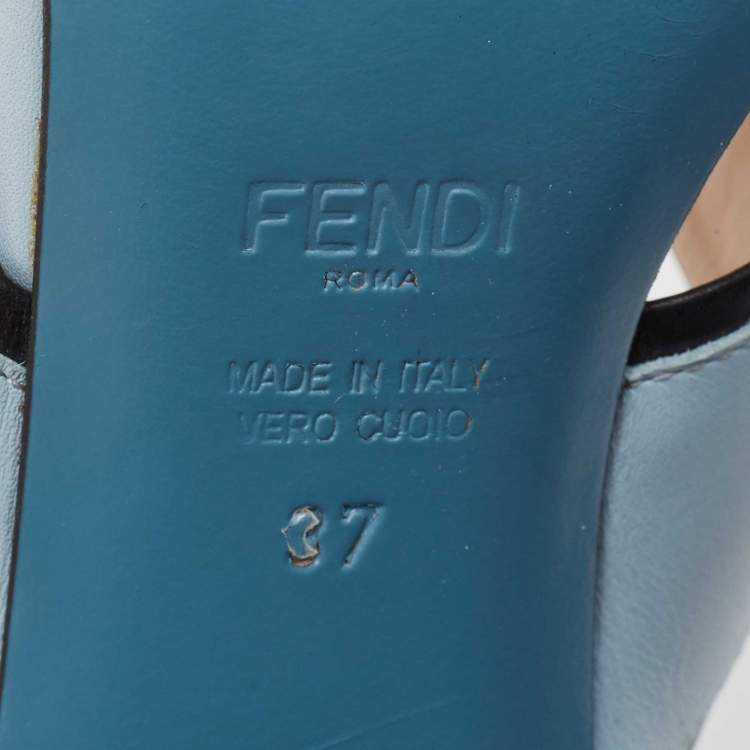 FENDI
ROMA
MADE IN ITALY
VERO CUOIO
37